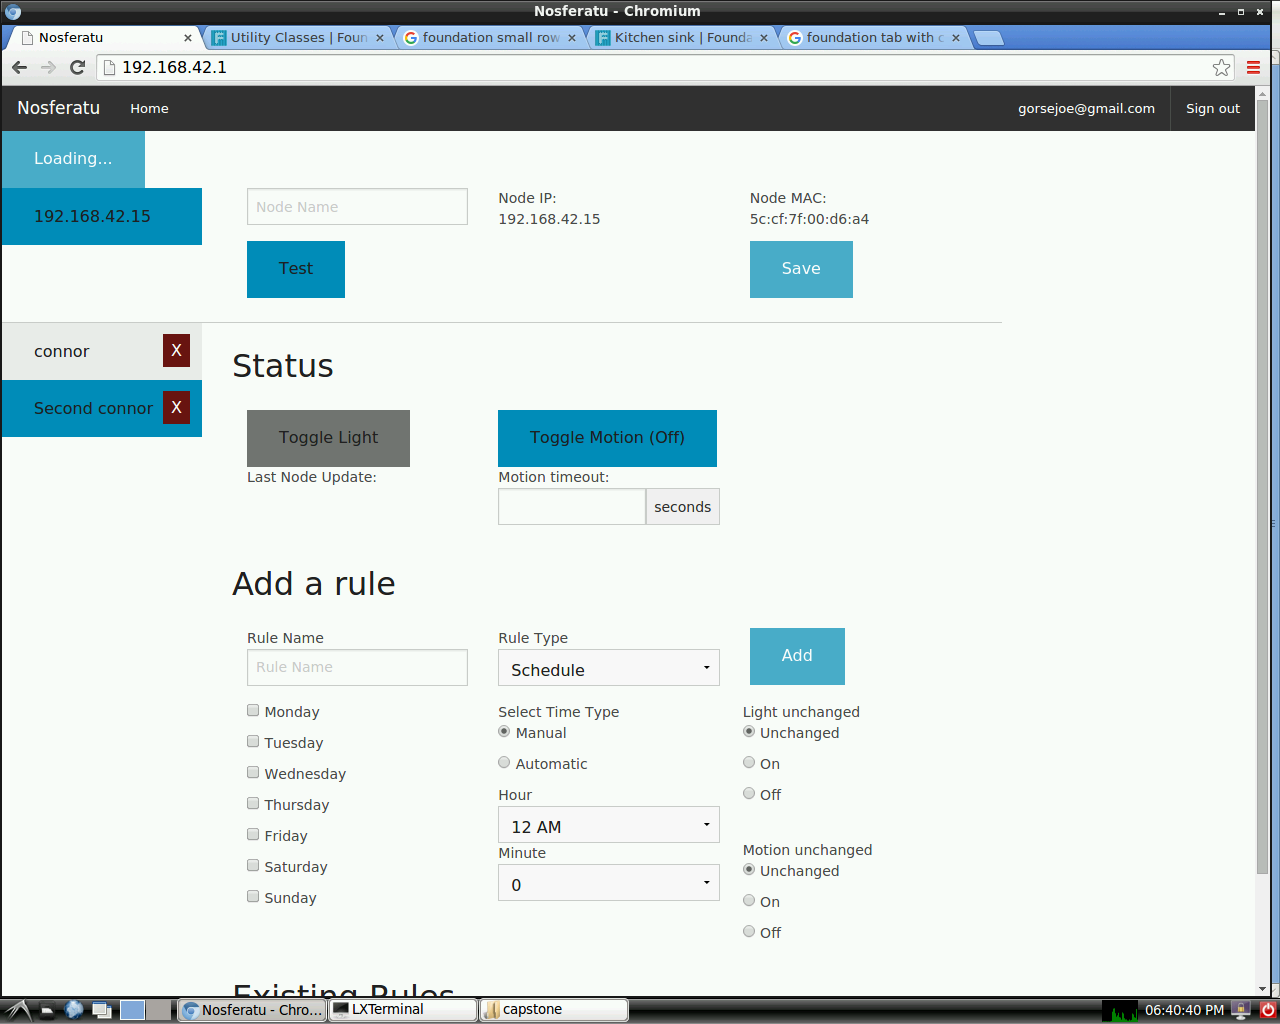 Nosferatu - Chromium
Nosferatu
Utility Classes | Foun
foundation small row
Kitchen sink | Founda
foundation tab with
192.168.42.1
Nosferatu
Home
gorsejoe@gmail.com
Sign out
Loading...
192.168.42.15
Node Name
Node IP:
192.168.42.15
Node MAC:
5c:cf:7f:00:d6:a4
Test
Save
connor
X
Second connor
X
Status
Toggle Light
Toggle Motion (Off)
Last Node Update:
Motion timeout:
seconds
Add a rule
Rule Name
Rule Name
Rule Type
Schedule
Add
Monday
Tuesday
Wednesday
Thursday
Friday
Saturday
Sunday
Select Time Type
Manual
Automatic
Hour
12 AM
Minute
0
Light unchanged
Unchanged
On
Off
Motion unchanged
Unchanged
On
Off
Existing Rules
Nosferatu - Chro...
LXTerminal
capstone
06:40:40 PM